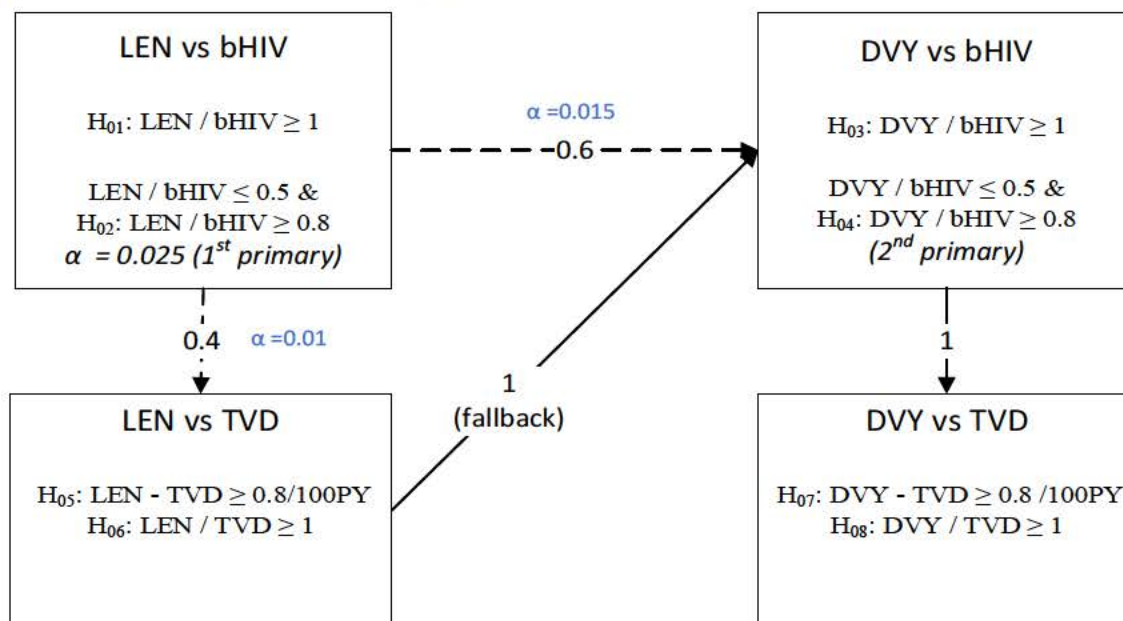 LEN vs bHIV
H₀₁: LEN / bHIV ≥ 1
LEN / bHIV ≤ 0.5 &
H₀₂: LEN / bHIV ≥ 0.8
α = 0.025 (1ˢᵗ primary)
α =0.015
0.6
DVY vs bHIV
H₀₃: DVY / bHIV ≥ 1
DVY / bHIV ≤ 0.5 &
H₀₄: DVY / bHIV ≥ 0.8
(2ⁿᵈ primary)
0.4
α =0.01
1
(fallback)
1
LEN vs TVD
H₀₅: LEN - TVD ≥ 0.8/100PY
H₀₆: LEN / TVD ≥ 1
DVY vs TVD
H₀₇: DVY - TVD ≥ 0.8 /100PY
H₀₈: DVY / TVD ≥ 1